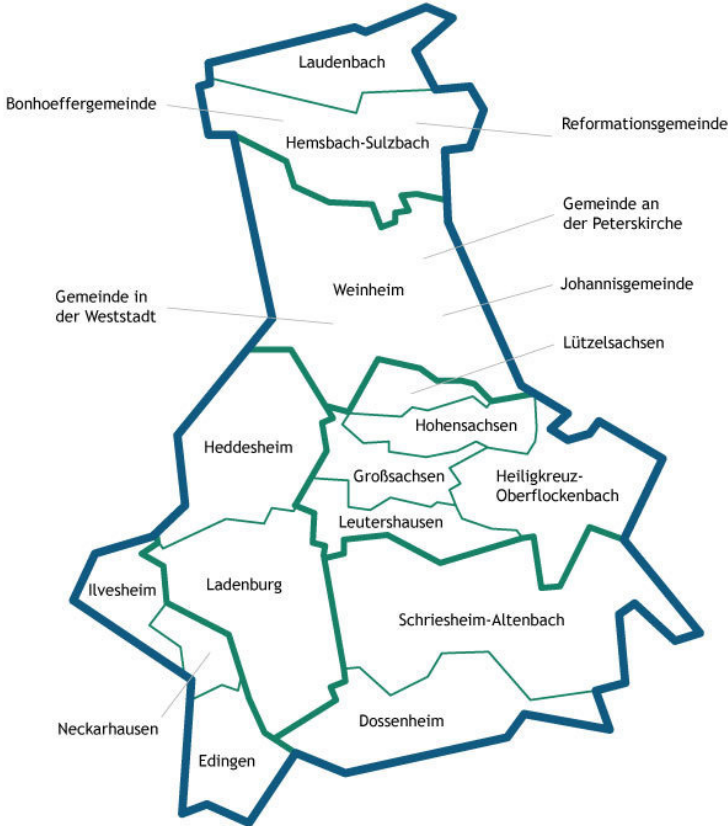 Laudenbach
Bonhoeffergemeinde
Reformationsgemeinde
Hemsbach-Sulzbach
Gemeinde an
der Peterskirche
Weinheim
Johannisgemeinde
Gemeinde in
der Weststadt
Lützelsachsen
Hohensachsen
Heddesheim
Großsachsen
Heiligkreuz-
Oberflockenbach
Leutershausen
Ilvesheim
Ladenburg
Schriesheim-Altenbach
Neckarhausen
Dossenheim
Edingen